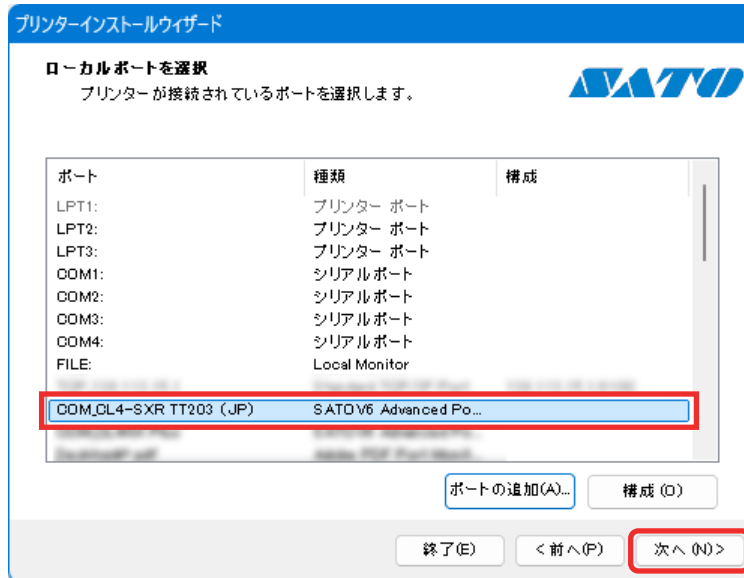 プリンターインストールウィザード
ローカルポートを選択
プリンターが接続されているポートを選択します。
SATO
ポート 種類 構成
LPT1: プリンター ポート
LPT2: プリンター ポート
LPT3: プリンター ポート
COM1: シリアルポート
COM2: シリアルポート
COM3: シリアルポート
COM4: シリアルポート
FILE: Local Monitor
COM_CL4-SXR TT203 (JP) SATO V6 Advanced Po...
ポートの追加(A)... 構成 (O)
終了(E) <前へ(P) 次へ (N)>